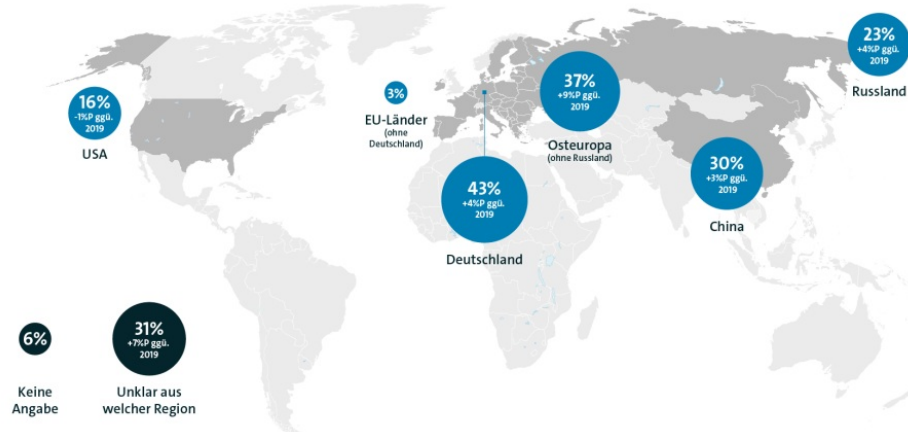 23%
+4%P ggü.
2019
Russland
16%
-1%P ggü.
2019
USA
3%
EU-Länder
(ohne
Deutschland)
37%
+9%P ggü.
2019
Osteuropa
(ohne Russland)
30%
+3%P ggü.
2019
China
43%
+4%P ggü.
2019
Deutschland
6%
Keine
Angabe
31%
+7%P ggü.
2019
Unklar aus
welcher Region